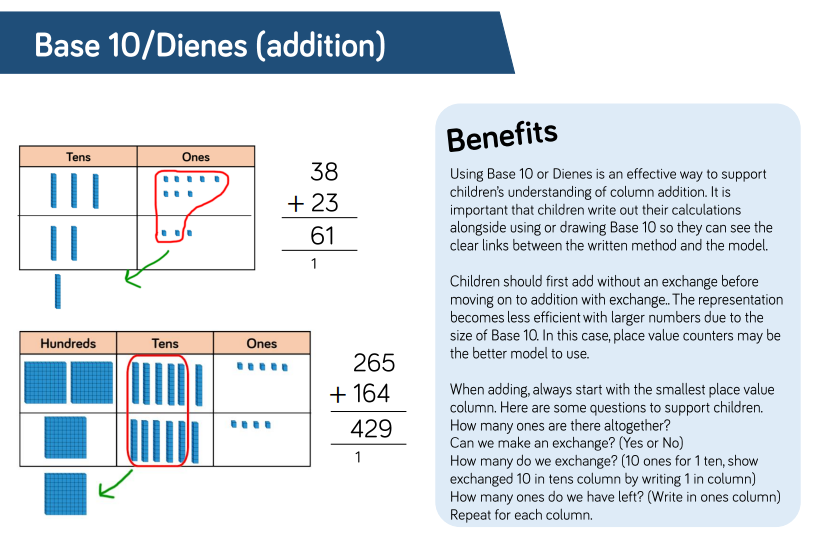 Base 10/Dienes (addition)
Tens
Ones
38
+ 23
61
1
Hundreds
Tens
Ones
265
+ 164
429
1
Benefits
Using Base 10 or Dienes is an effective way to support
children's understanding of column addition. It is
important that children write out their calculations
alongside using or drawing Base 10 so they can see the
clear links between the written method and the model.
Children should first add without an exchange before
moving on to addition with exchange.. The representation
becomes less efficient with larger numbers due to the
size of Base 10. In this case, place value counters may be
the better model to use.
When adding, always start with the smallest place value
column. Here are some questions to support children.
How many ones are there altogether?
Can we make an exchange? (Yes or No)
How many do we exchange? (10 ones for 1 ten, show
exchanged 10 in tens column by writing 1 in column)
How many ones do we have left? (Write in ones column)
Repeat for each column.